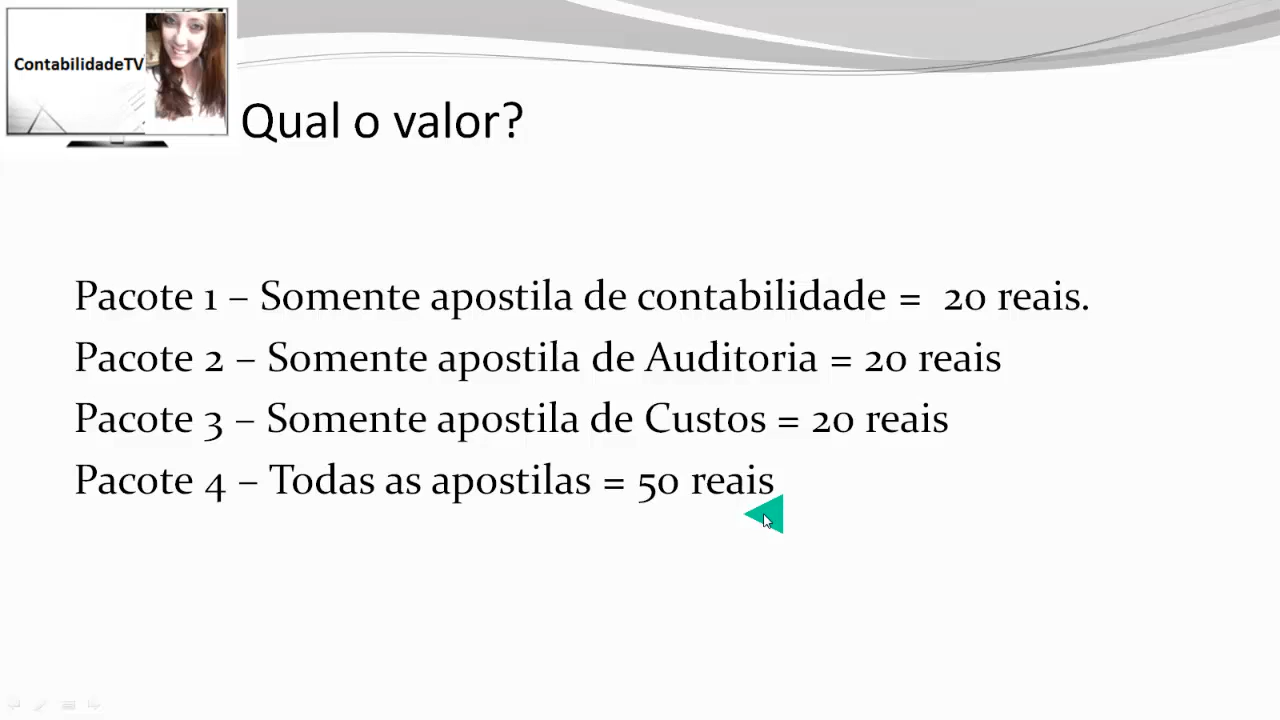 ContabilidadeTV
Qual o valor?
Pacote 1 – Somente apostila de contabilidade = 20 reais.
Pacote 2 – Somente apostila de Auditoria = 20 reais
Pacote 3 – Somente apostila de Custos = 20 reais
Pacote 4 – Todas as apostilas = 50 reais